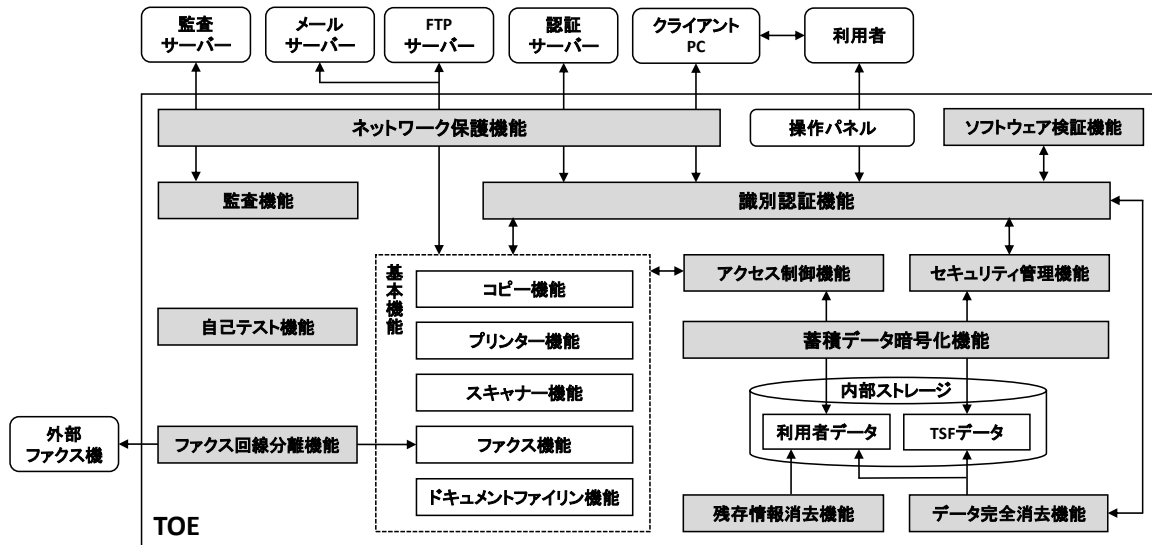 監査
サーバー
メール
サーバー
FTP
サーバー
認証
サーバー
クライアント
PC
利用者
ネットワーク保護機能
操作パネル
ソフトウェア検証機能
監査機能
識別認証機能
基本機能
コピー機能
プリンター機能
スキャナー機能
ファクス機能
ドキュメントファイリン機能
アクセス制御機能
セキュリティ管理機能
自己テスト機能
蓄積データ暗号化機能
内部ストレージ
利用者データ
TSFデータ
外部
ファクス機
ファクス回線分離機能
残存情報消去機能
データ完全消去機能
TOE